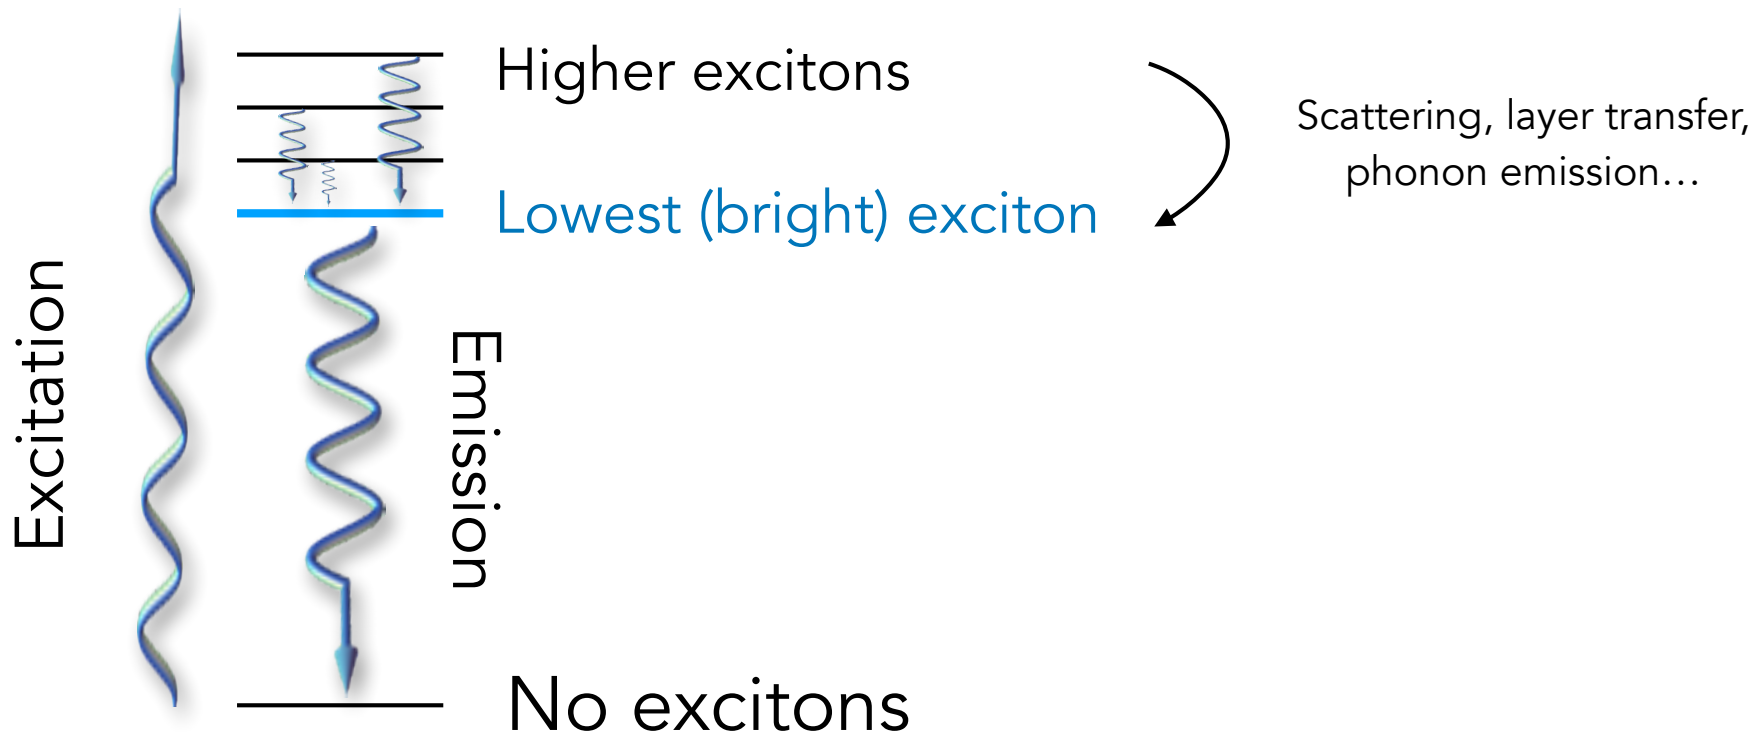 Higher excitons
Scattering, layer transfer,
phonon emission…
Lowest (bright) exciton
Excitation
Emission
No excitons